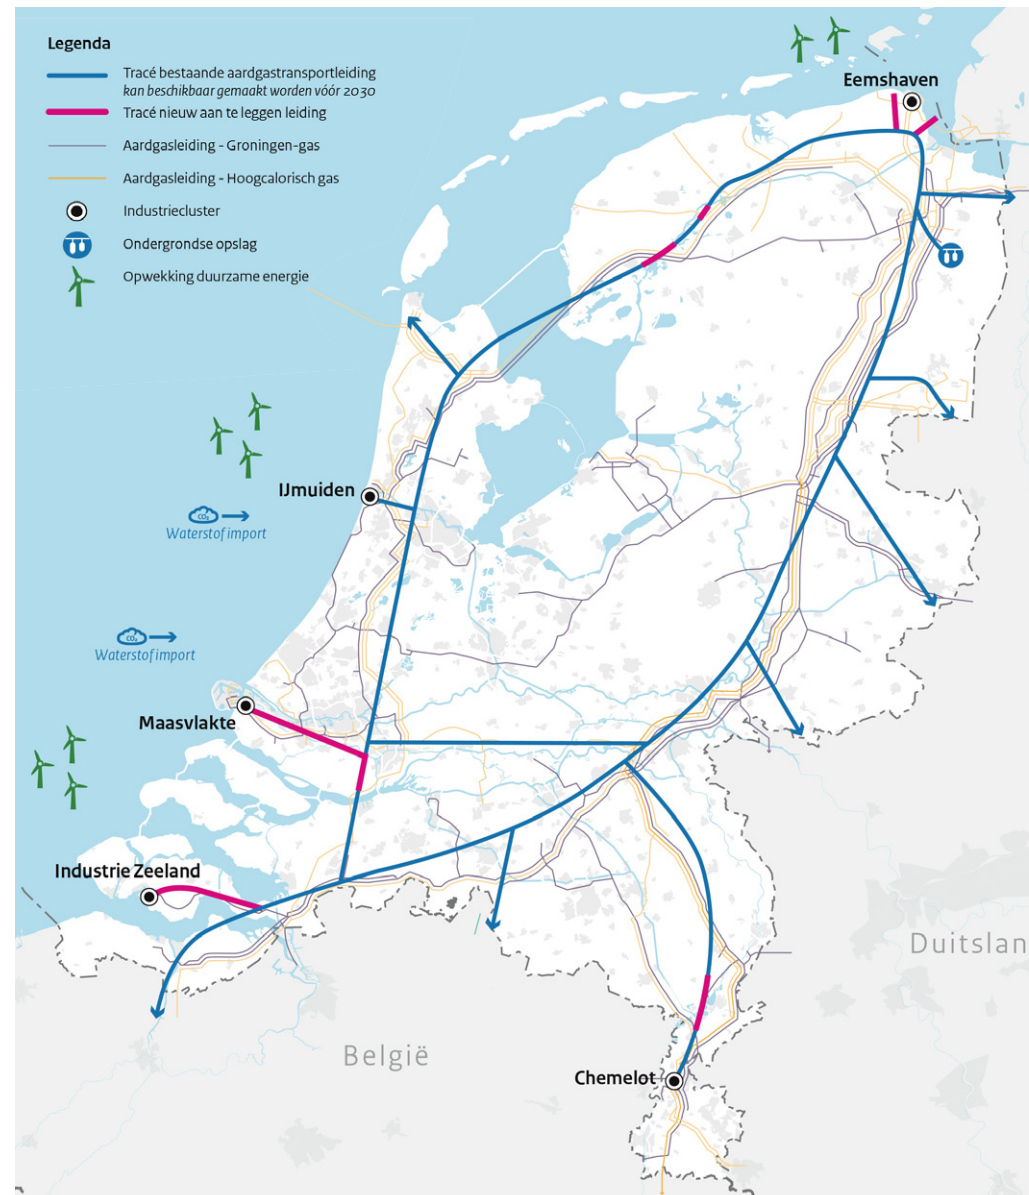 Legenda
Tracé bestaande aardgastransportleiding
kan beschikbaar gemaakt worden vóór 2030
Tracé nieuw aan te leggen leiding
Aardgasleiding - Groningen-gas
Aardgasleiding - Hoogcalorisch gas
Industriecluster
Ondergrondse opslag
Opwekking duurzame energie
Eemshaven
IJmuiden
CO₂
Waterstofimport
CO₂
Waterstofimport
Maasvlakte
Industrie Zeeland
Duitslan
België
Chemelot